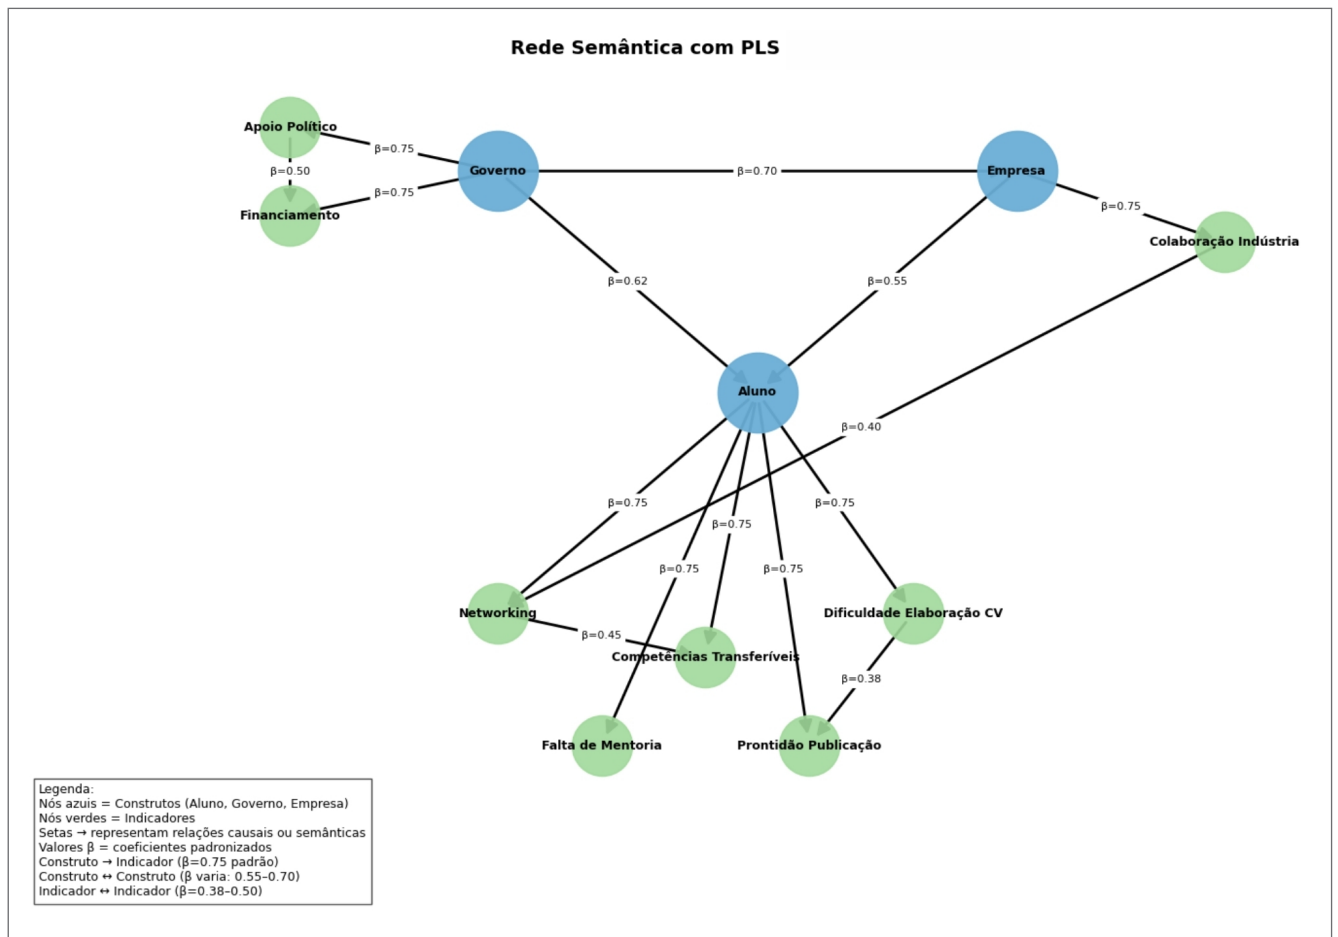 Rede Semântica com PLS
Apoio Político
β=0.75
Governo
β=0.70
Empresa
β=0.50
β=0.75
β=0.75
Financiamento
Colaboração Indústria
β=0.62
β=0.55
Aluno
β=0.40
β=0.75
β=0.75
β=0.75
β=0.75
β=0.75
Networking
Dificuldade Elaboração CV
β=0.45
Competências Transferíveis
β=0.38
Falta de Mentoria
Prontidão Publicação
Legenda:
Nós azuis = Construtos (Aluno, Governo, Empresa)
Nós verdes = Indicadores
Setas → representam relações causais ou semânticas
Valores β = coeficientes padronizados
Construto → Indicador (β=0.75 padrão)
Construto ↔ Construto (β varia: 0.55–0.70)
Indicador ↔ Indicador (β=0.38–0.50)